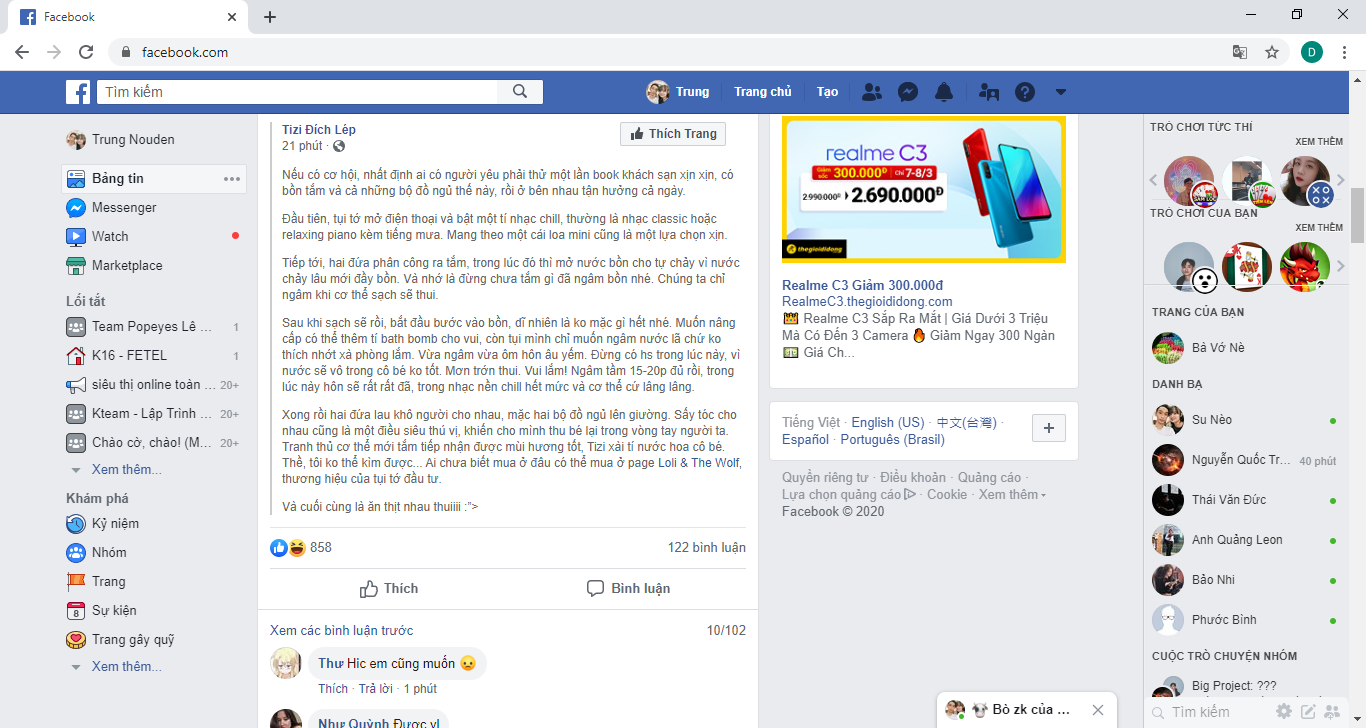 Facebook
facebook.com
D
Tìm kiếm
Trung
Trang chủ
Tạo
Trung Nouden
Bảng tin
Messenger
Watch
Marketplace
Lối tắt
Team Popeyes Lê ... 1
K16 - FETEL 1
siêu thị online toàn ... 20+
Kteam - Lập Trình ... 20+
Chào cờ, chào! (M... 20+
Xem thêm...
Khám phá
Kỷ niệm
Nhóm
Trang
8
Sự kiện
Trang gây quỹ
Xem thêm...
Tizi Đích Lép
21 phút ·
Thích Trang
Nếu có cơ hội, nhất định ai có người yêu phải thử một lần book khách sạn xịn xịn, có
bồn tắm và cả những bộ đồ ngủ thế này, rồi ở bên nhau tận hưởng cả ngày.
Đầu tiên, tụi tớ mở điện thoại và bật một tí nhạc chill, thường là nhạc classic hoặc
relaxing piano kèm tiếng mưa. Mang theo một cái loa mini cũng là một lựa chọn xịn.
Tiếp tới, hai đứa phân công ra tắm, trong lúc đó thì mở nước bồn cho tự chảy vì nước
chảy lâu mới đầy bồn. Và nhớ là đừng chưa tắm gì đã ngâm bồn nhé. Chúng ta chỉ
ngâm khi cơ thể sạch sẽ thui.
Sau khi sạch sẽ rồi, bắt đầu bước vào bồn, dĩ nhiên là ko mặc gì hết nhé. Muốn nâng
cấp có thể thêm tí bath bomb cho vui, còn tụi mình chỉ muốn ngâm nước lã chứ ko
thích nhớt xà phòng lắm. Vừa ngâm vừa ôm hôn âu yếm. Đừng có hs trong lúc này, vì
nước sẽ vô trong cô bé ko tốt. Mơn trớn thui. Vui lắm! Ngâm tầm 15-20p đủ rồi, trong
lúc này hôn sẽ rất rất đã, trong nhạc nền chill hết mức và cơ thể cứ lâng lâng.
Xong rồi hai đứa lau khô người cho nhau, mặc hai bộ đồ ngủ lên giường. Sấy tóc cho
nhau cũng là một điều siêu thú vị, khiến cho mình thu bé lại trong vòng tay người ta.
Tranh thủ cơ thể mới tắm tiếp nhận được mùi hương tốt, Tizi xài tí nước hoa cô bé.
Thề, tôi ko thể kìm được... Ai chưa biết mua ở đâu có thể mua ở page Loli & The Wolf,
thương hiệu của tụi tớ đầu tư.
Và cuối cùng là ăn thịt nhau thuiiii :">
858
122 bình luận
Thích
Bình luận
Xem các bình luận trước
10/102
Thư Hic em cũng muốn
Thích · Trả lời · 1 phút
Như Quỳnh Được vl
realme C3
Giảm sốc 300.000Đ CHỈ 7-8/3
2.990.000Đ 2.690.000Đ
thegioididong
Realme C3 Giảm 300.000đ
RealmeC3.thegioididong.com
Realme C3 Sắp Ra Mắt | Giá Dưới 3 Triệu
Mà Có Đến 3 Camera 🔥 Giảm Ngay 300 Ngàn
Giá Ch...
Tiếng Việt · English (US) · 中文(台灣) ·
Español · Português (Brasil)
Quyền riêng tư · Điều khoản · Quảng cáo ·
Lựa chọn quảng cáo · Cookie · Xem thêm
Facebook © 2020
TRÒ CHƠI TỨC THÌ
XEM THÊM
SÂM LỐC
TIẾN LÊN
TRÒ CHƠI CỦA BẠN
XEM THÊM
TRANG CỦA BẠN
Bà Vớ Nè
DANH BẠ
Su Nèo
Nguyễn Quốc Tr... 40 phút
Thái Văn Đức
Anh Quảng Leon
Bảo Nhi
Phước Bình
CUỘC TRÒ CHUYỆN NHÓM
Big Project: ???
Tìm kiếm
Bò zk của ...